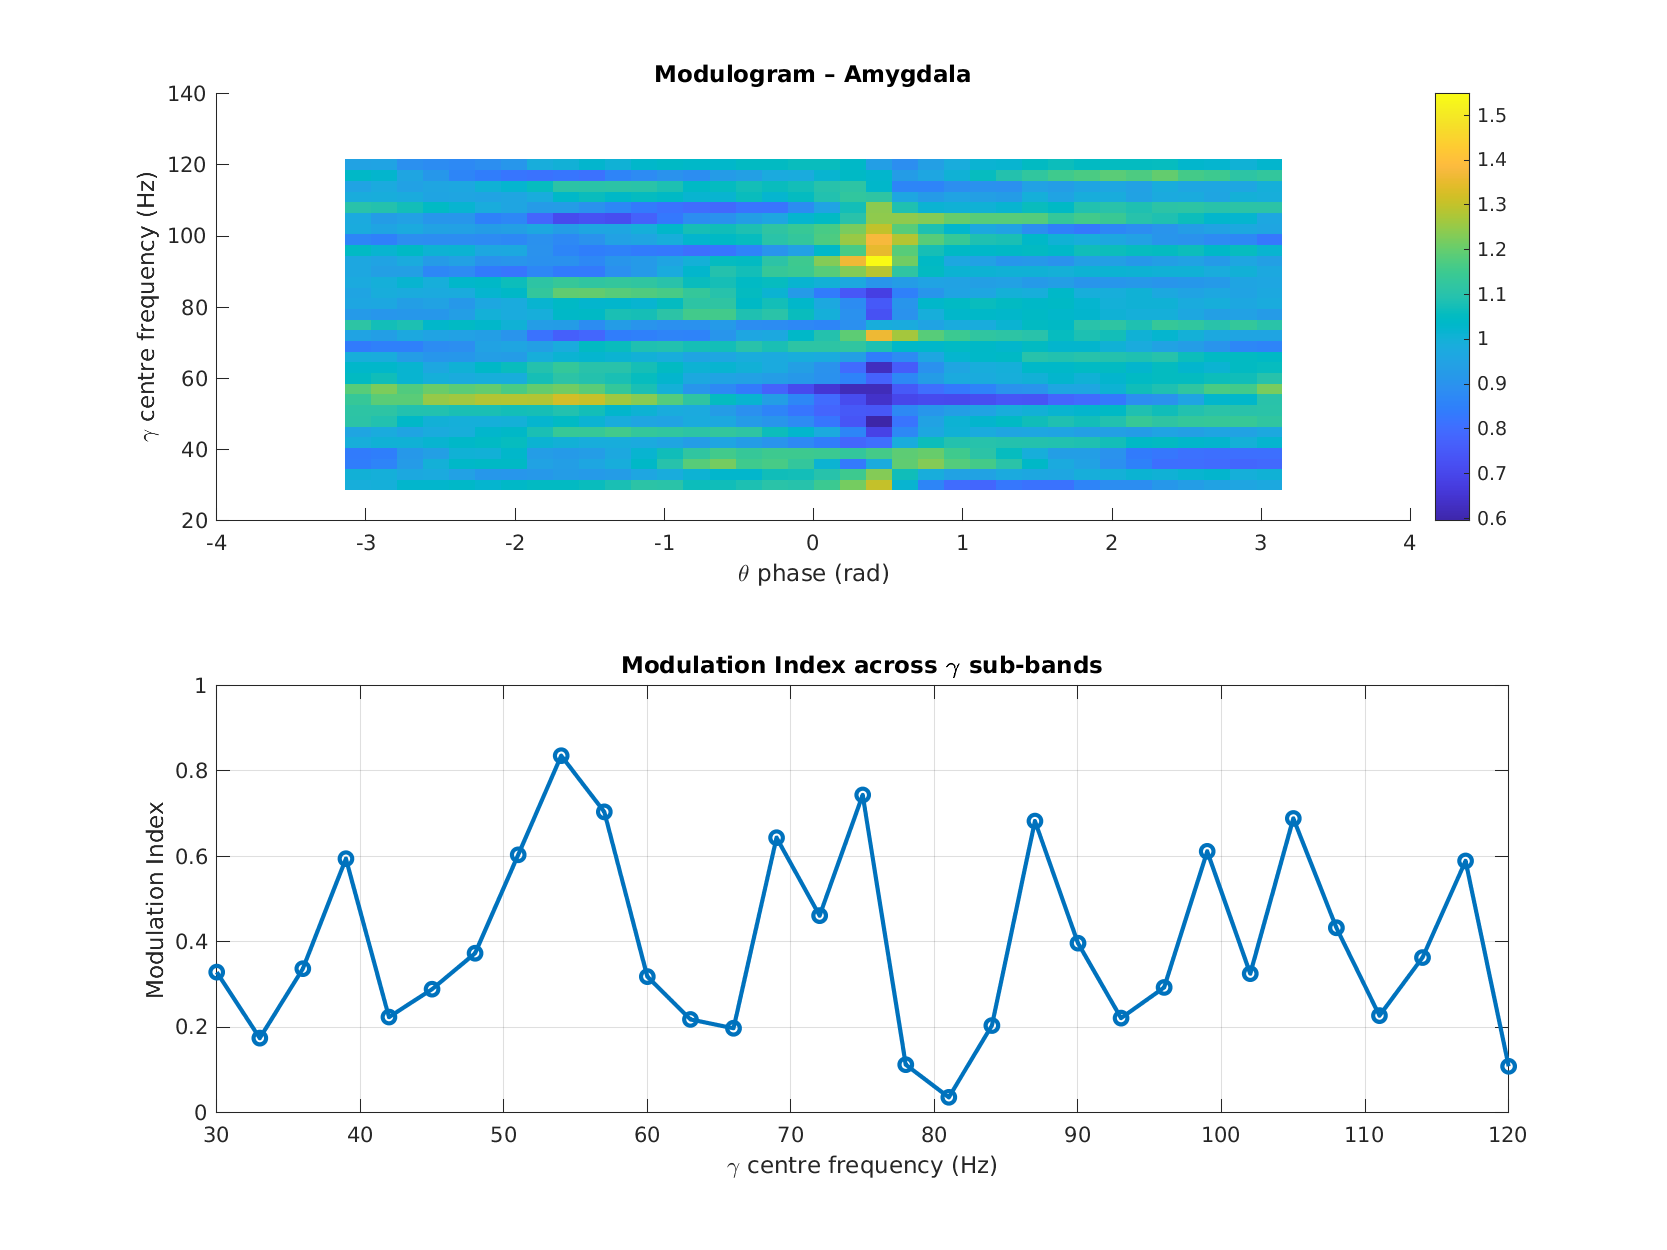 Modulogram – Amygdala
140
120
100
80
60
40
20
γ centre frequency (Hz)
-4 -3 -2 -1 0 1 2 3 4
θ phase (rad)
1.5
1.4
1.3
1.2
1.1
1
0.9
0.8
0.7
0.6
Modulation Index across γ sub-bands
1
0.8
0.6
0.4
0.2
0
Modulation Index
30 40 50 60 70 80 90 100 110 120
γ centre frequency (Hz)